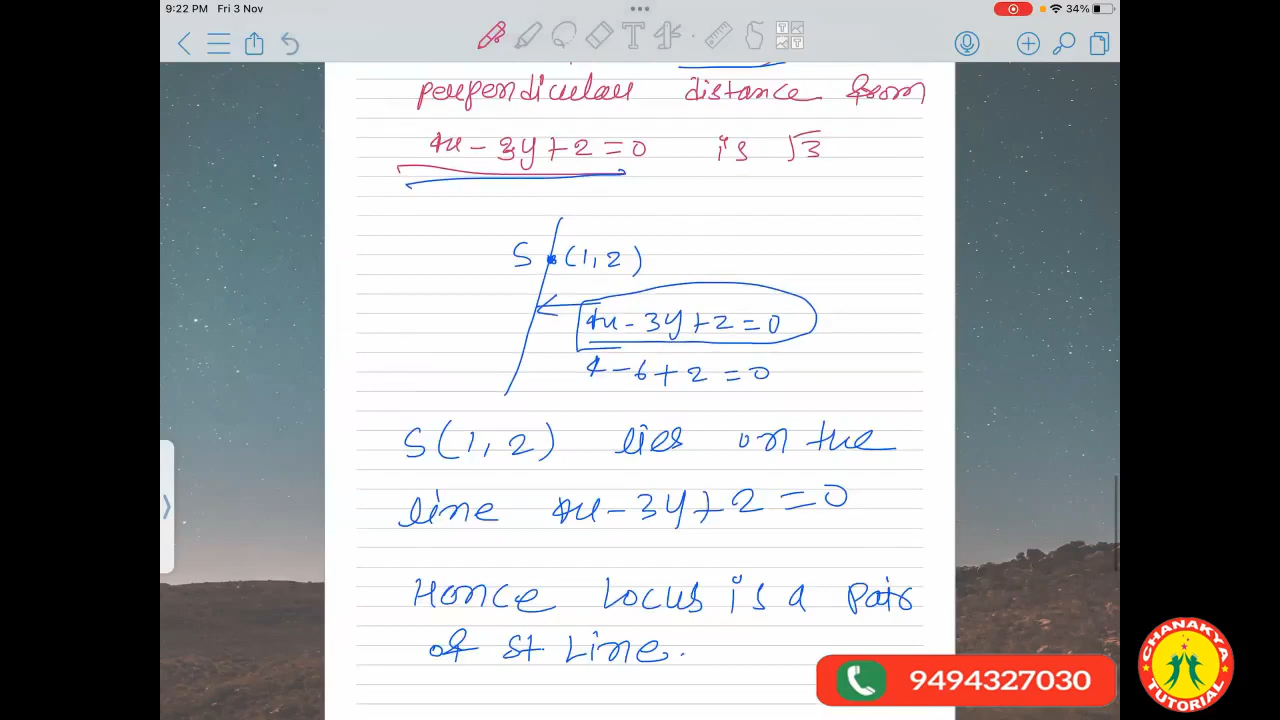 9:22 PM Fri 3 Nov
34%
perpendicular distance from
4x - 3y + 2 = 0 is √3
S (1, 2)
4x - 3y + 2 = 0
4 - 6 + 2 = 0
S(1, 2) lies on the
line 4x - 3y + 2 = 0
Hence Locus is a Pair
of st. Line.
9494327030
CHANAKYA
TUTORIAL